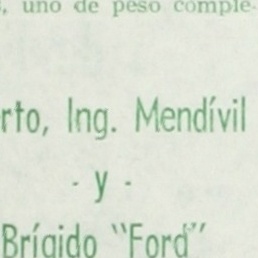 , uno de peso comple-
rto, Ing. Mendívil
- y -
Brígido "Ford"